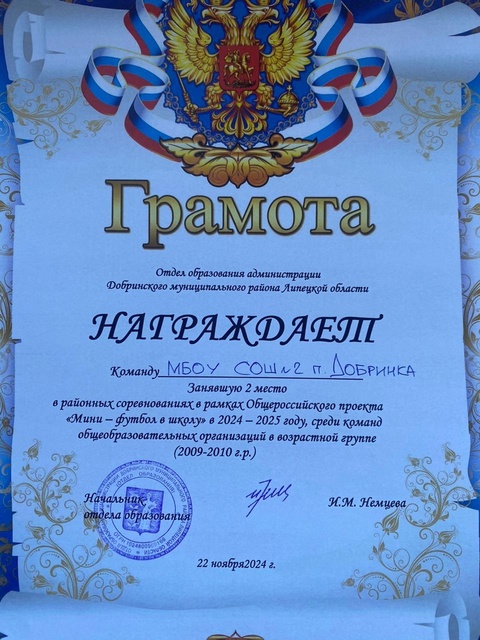 Грамота
Отдел образования администрации
Добринского муниципального района Липецкой области
НАГРАЖДАЕТ
Команду МБОУ СОШ№2 п. ДОБРИНКА
Занявшую 2 место
в районных соревнованиях в рамках Общероссийского проекта
«Мини – футбол в школу» в 2024 – 2025 году, среди команд
общеобразовательных организаций в возрастной группе
(2009-2010 г.р.)
Начальник
отдела образования
И.М. Немцева
22 ноября2024 г.